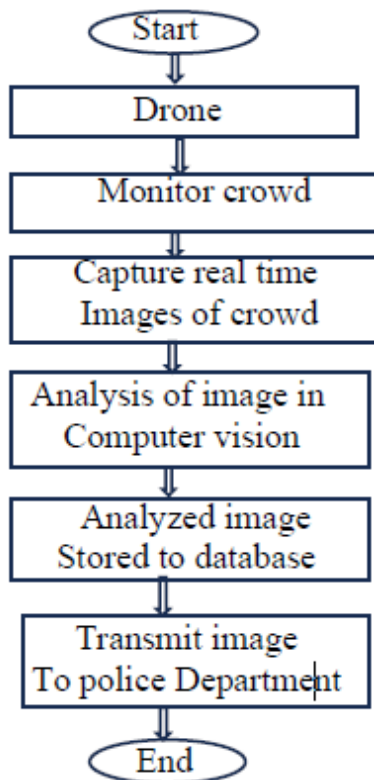 Start
Drone
Monitor crowd
Capture real time
Images of crowd
Analysis of image in
Computer vision
Analyzed image
Stored to database
Transmit image
To police Department
End